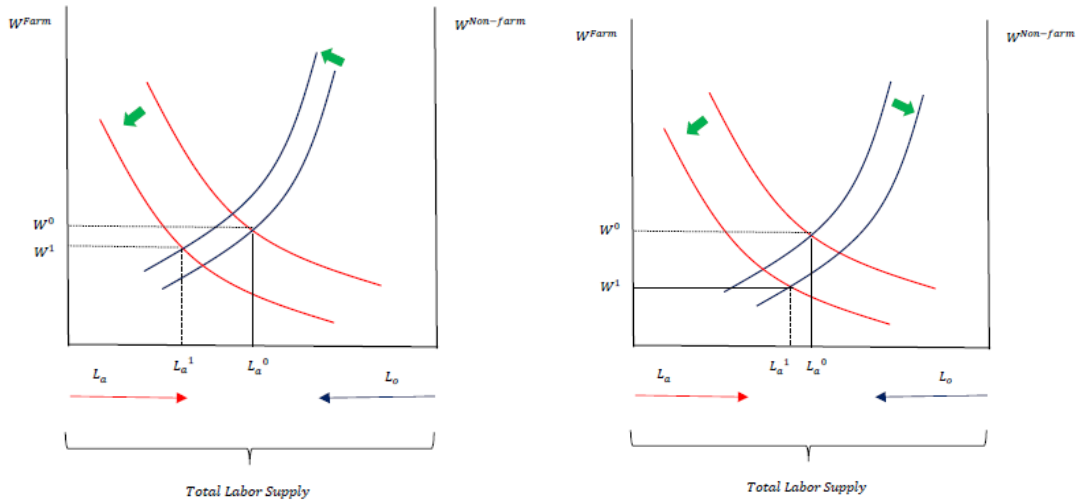 W^Farm
W^Non-farm
W^0
W^1
L_a^1
L_a^0
L_a
L_o
Total Labor Supply
W^Farm
W^Non-farm
W^0
W^1
L_a^1
L_a^0
L_a
L_o
Total Labor Supply